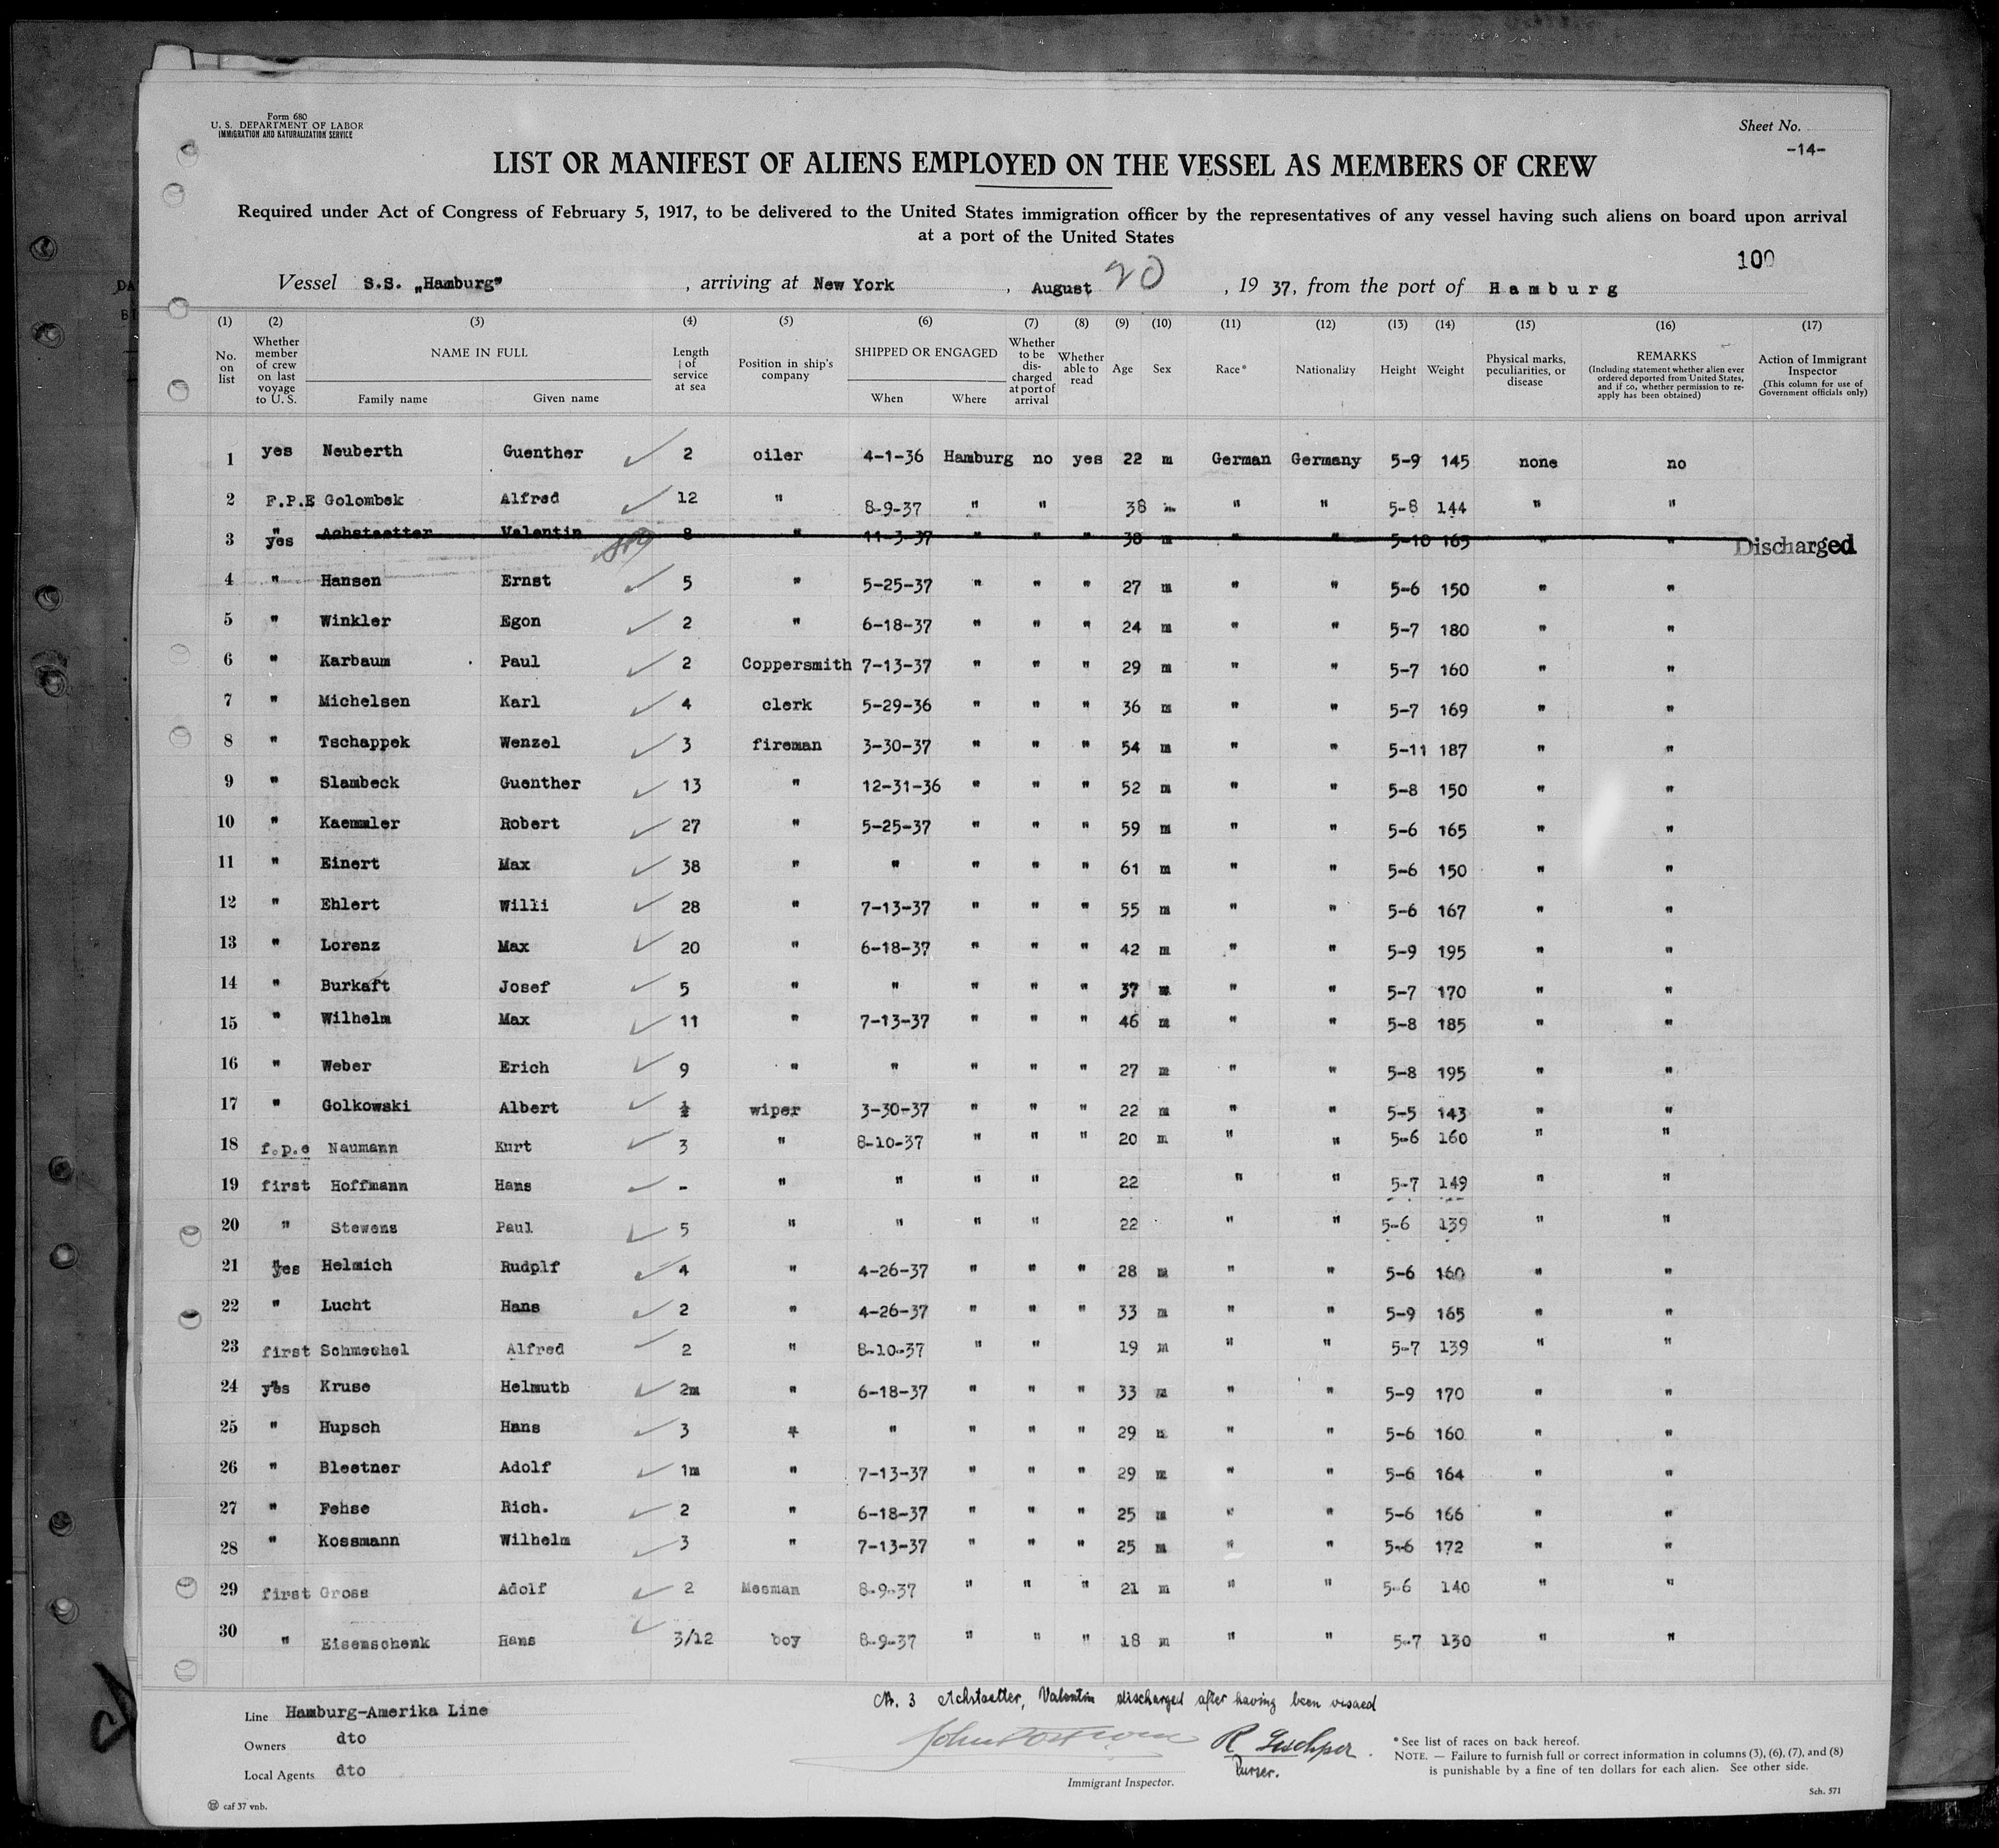 Form 680
U. S. DEPARTMENT OF LABOR
IMMIGRATION AND NATURALIZATION SERVICE
Sheet No.
-14-
LIST OR MANIFEST OF ALIENS EMPLOYED ON THE VESSEL AS MEMBERS OF CREW
Required under Act of Congress of February 5, 1917, to be delivered to the United States immigration officer by the representatives of any vessel having such aliens on board upon arrival
at a port of the United States
100
Vessel S.S. „Hamburg" , arriving at New York , August 20 , 19 37, from the port of Hamburg
(1) (2) (3) (4) (5) (6) (7) (8) (9) (10) (11) (12) (13) (14) (15) (16) (17)
No. on list Whether member of crew on last voyage to U. S. NAME IN FULL Family name Given name Length of service at sea Position in ship's company SHIPPED OR ENGAGED When Where Whether to be discharged at port of arrival Whether able to read Age Sex Race* Nationality Height Weight Physical marks, peculiarities, or disease REMARKS (Including statement whether alien ever ordered deported from United States, and if so, whether permission to reapply has been obtained) Action of Immigrant Inspector (This column for use of Government officials only)
1 yes Neuberth Guenther 2 oiler 4-1-36 Hamburg no yes 22 m German Germany 5-9 145 none no
2 F.P.E Golombek Alfred 12 " 8-9-37 " " 38 m " " 5-8 144 " "
3 " yes Achstaetter Valentin 8 " 11-3-37 " " " 38 m " " 5-10 165 " " Discharged
4 " Hansen Ernst 5 " 5-25-37 " " " 27 m " " 5-6 150 " "
5 " Winkler Egon 2 " 6-18-37 " " " 24 m " " 5-7 180 " "
6 " Karbaum Paul 2 Coppersmith 7-13-37 " " " 29 m " " 5-7 160 " "
7 " Michelsen Karl 4 clerk 5-29-36 " " " 36 m " " 5-7 169 " "
8 " Tschappek Wenzel 3 fireman 3-30-37 " " " 54 m " " 5-11 187 " "
9 " Slambeck Guenther 13 " 12-31-36 " " " 52 m " " 5-8 150 " "
10 " Kaemmler Robert 27 " 5-25-37 " " " 59 m " " 5-6 165 " "
11 " Einert Max 38 " " " " " 61 m " " 5-6 150 " "
12 " Ehlert Willi 28 " 7-13-37 " " " 55 m " " 5-6 167 " "
13 " Lorenz Max 20 " 6-18-37 " " " 42 m " " 5-9 195 " "
14 " Burkaft Josef 5 " " " " " 37 m " " 5-7 170 " "
15 " Wilhelm Max 11 " 7-13-37 " " " 46 m " " 5-8 185 " "
16 " Weber Erich 9 " " " " " 27 m " " 5-8 195 " "
17 " Golkowski Albert ½ wiper 3-30-37 " " " 22 m " " 5-5 143 " "
18 f.p.e Naumann Kurt 3 " 8-10-37 " " " 20 m " " 5-6 160 " "
19 first Hoffmann Hans - " " " " 22 " " 5-7 149 " "
20 " Stewens Paul 5 " " " " 22 " " 5-6 139 " "
21 yes Helmich Rudolf 4 " 4-26-37 " " " 28 m " " 5-6 160 " "
22 " Lucht Hans 2 " 4-26-37 " " " 33 m " " 5-9 165 " "
23 first Schmechel Alfred 2 " 8-10-37 " " 19 m " " 5-7 139 " "
24 yes Kruse Helmuth 2m " 6-18-37 " " " 33 m " " 5-9 170 " "
25 " Hupsch Hans 3 " " " " " 29 m " " 5-6 160 " "
26 " Bleetner Adolf 1m " 7-13-37 " " " 29 m " " 5-6 164 " "
27 " Fehse Rich. 2 " 6-18-37 " " " 25 m " " 5-6 166 " "
28 " Kossmann Wilhelm 3 " 7-13-37 " " " 25 m " " 5-6 172 " "
29 first Gross Adolf 2 Mesman 8-9-37 " " " 21 m " " 5-6 140 " "
30 " Eisenschenk Hans 3/12 boy 8-9-37 " " " 18 m " " 5-7 130 " "
Nr. 3 Achstaetter, Valentin discharged after having been visaed
Line Hamburg-Amerika Line
Owners dto
Local Agents dto
Purser.
Immigrant Inspector.
* See list of races on back hereof.
NOTE. — Failure to furnish full or correct information in columns (3), (6), (7), and (8)
is punishable by a fine of ten dollars for each alien. See other side.
caf 37 vnb.
Sch. 571